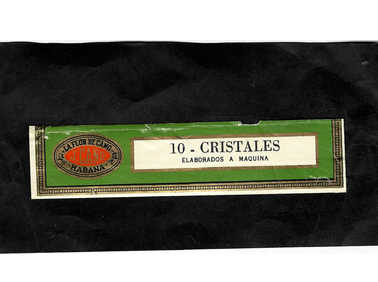 LA FLOR DE CANO
HABANA
10 - CRISTALES
ELABORADOS A MAQUINA